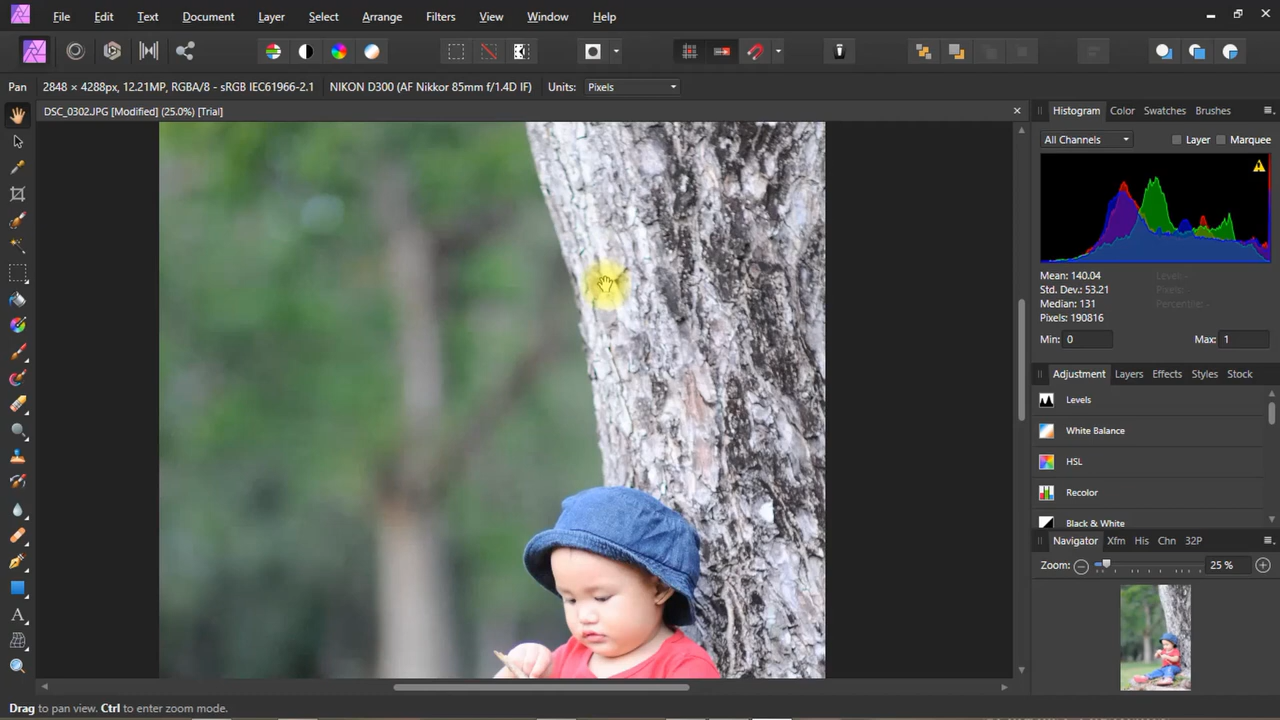 File Edit Text Document Layer Select Arrange Filters View Window Help
Pan 2848 × 4288px, 12.21MP, RGBA/8 - sRGB IEC61966-2.1 NIKON D300 (AF Nikkor 85mm f/1.4D IF) Units: Pixels
DSC_0302.JPG [Modified] (25.0%) [Trial]
Histogram Color Swatches Brushes
All Channels Layer Marquee
Mean: 140.04 Level: -
Std. Dev.: 53.21 Pixels: -
Median: 131 Percentile: -
Pixels: 190816
Min: 0 Max: 1
Adjustment Layers Effects Styles Stock
Levels
White Balance
HSL
Recolor
Black & White
Navigator Xfm His Chn 32P
Zoom: 25 %
Drag to pan view. Ctrl to enter zoom mode.